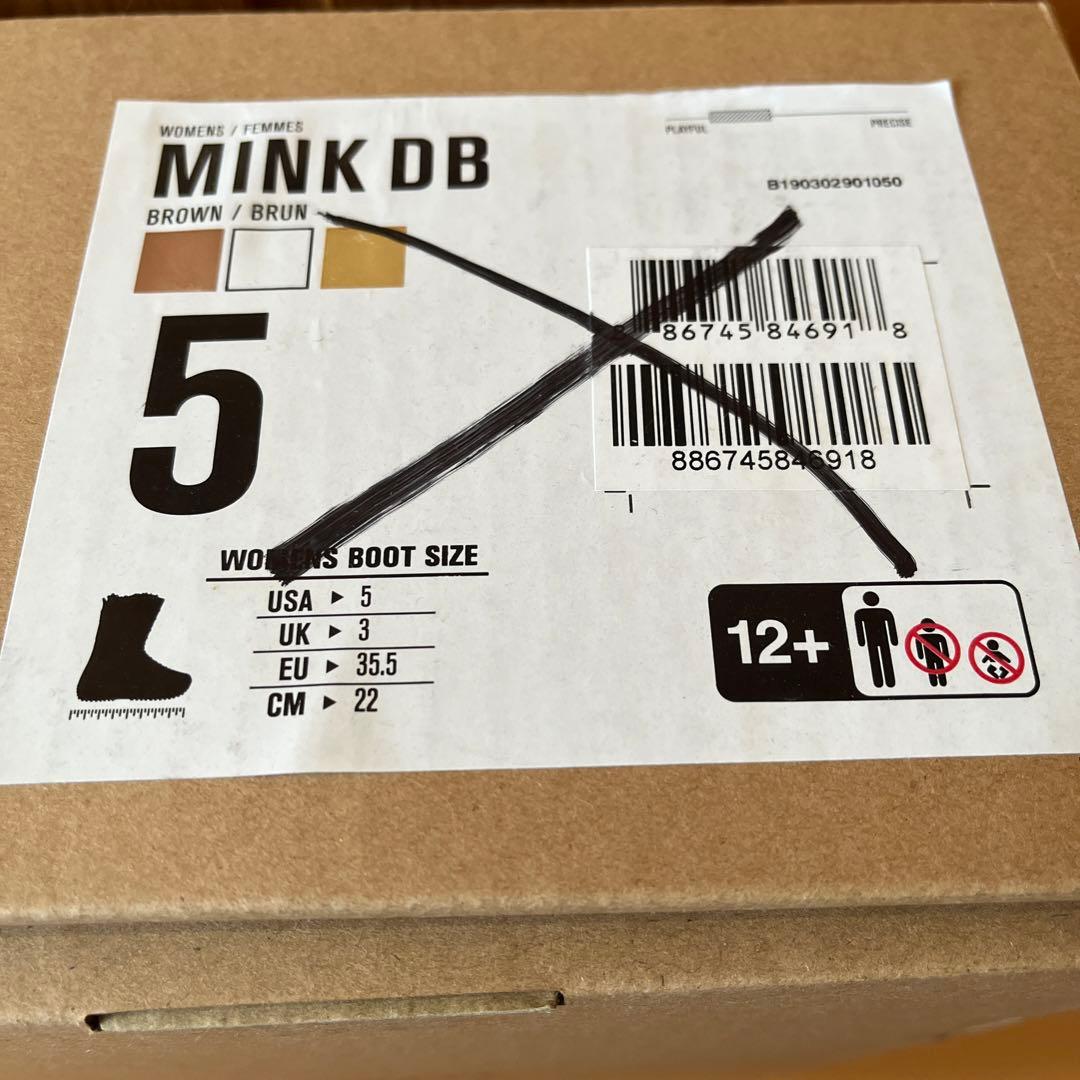 WOMENS / FEMMES
MINK DB
BROWN / BRUN
PLAYFUL PRECISE
B190302901050
5
8 86745 84691 8
886745846918
WOMENS BOOT SIZE
USA ► 5
UK ► 3
EU ► 35.5
CM ► 22
12+